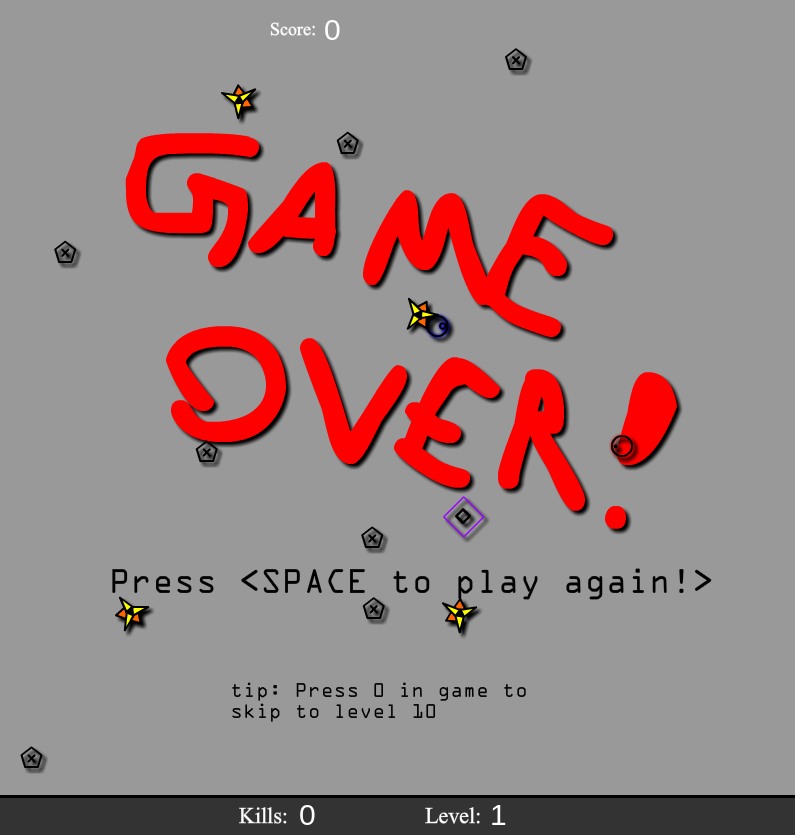 Score: 0
GAME
OVER!
Press <SPACE to play again!>
tip: Press 0 in game to
skip to level 10
Kills: 0 Level: 1